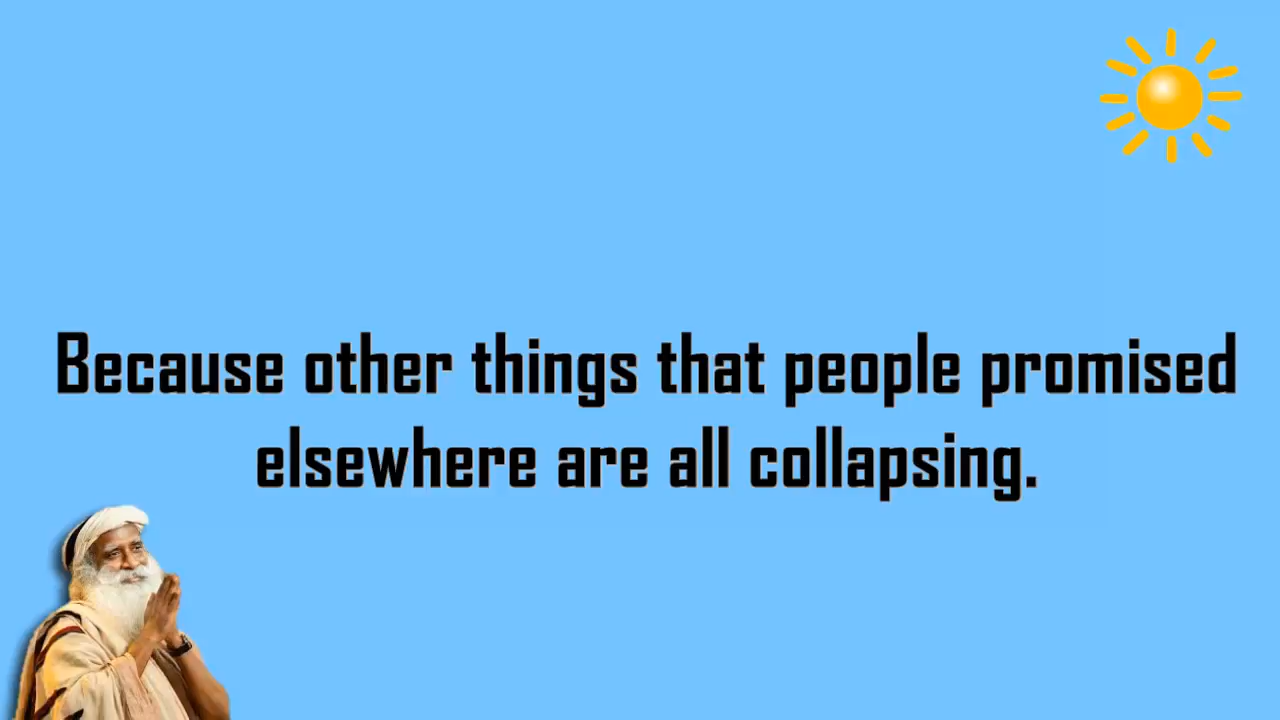 Because other things that people promised
elsewhere are all collapsing.